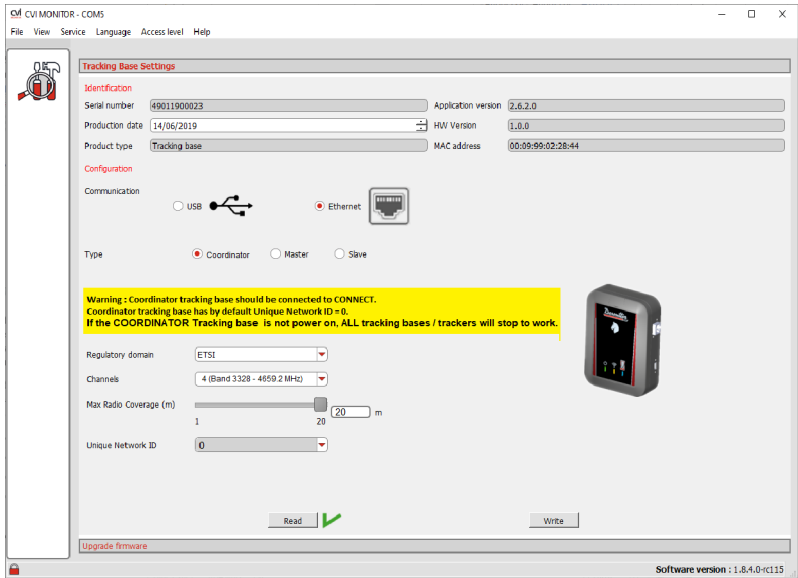 CVI CVI MONITOR - COM5
File View Service Language Access level Help
Tracking Base Settings
Identification
Serial number 49011900023 Application version 2.6.2.0
Production date 14/06/2019 HW Version 1.0.0
Product type Tracking base MAC address 00:09:99:02:28:44
Configuration
Communication
USB Ethernet
Type Coordinator Master Slave
Warning : Coordinator tracking base should be connected to CONNECT.
Coordinator tracking base has by default Unique Network ID = 0.
If the COORDINATOR Tracking base is not power on, ALL tracking bases / trackers will stop to work.
Regulatory domain ETSI
Channels 4 (Band 3328 - 4659.2 MHz)
Max Radio Coverage (m) 20 m
1 20
Unique Network ID 0
Read Write
Upgrade firmware
Software version : 1.8.4.0-rc115